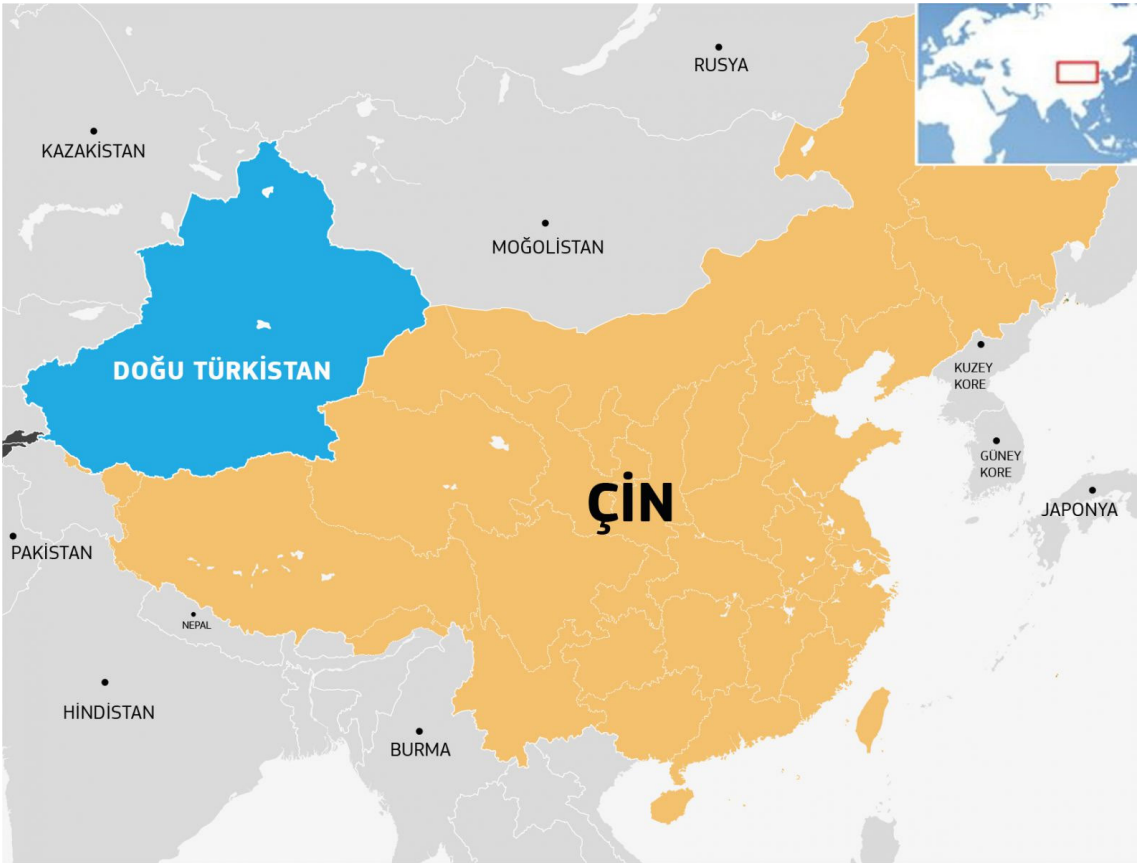 RUSYA
KAZAKİSTAN
MOĞOLİSTAN
DOĞU TÜRKİSTAN
KUZEY
KORE
GÜNEY
KORE
ÇİN
JAPONYA
PAKİSTAN
NEPAL
HİNDİSTAN
BURMA